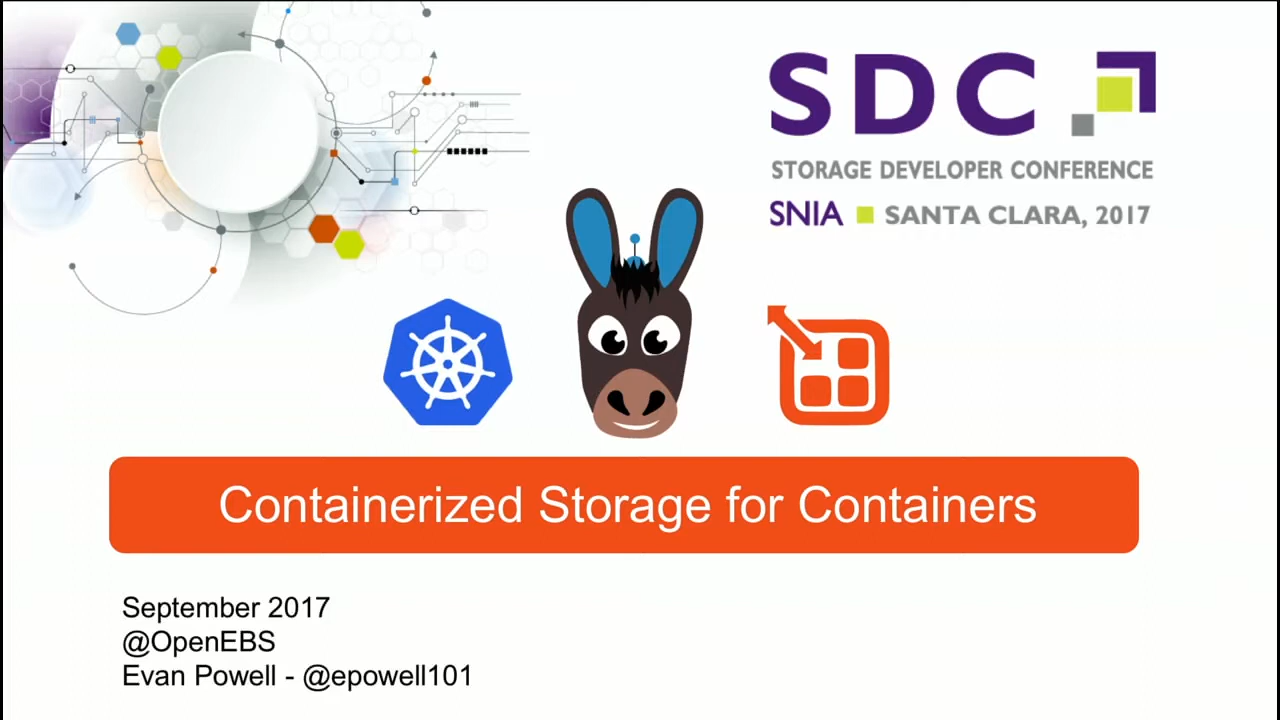 SDC
STORAGE DEVELOPER CONFERENCE
SNIA SANTA CLARA, 2017
Containerized Storage for Containers
September 2017
@OpenEBS
Evan Powell - @epowell101